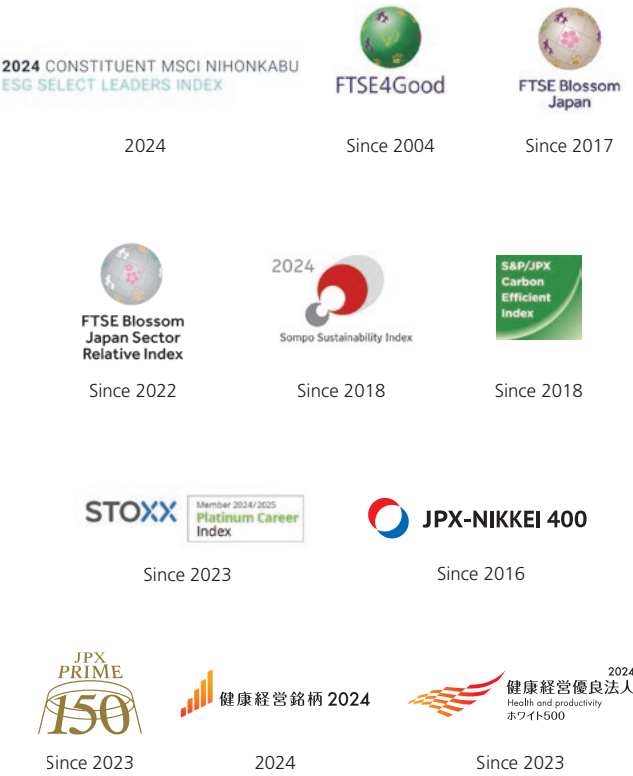 2024 CONSTITUENT MSCI NIHONKABU
ESG SELECT LEADERS INDEX
2024
FTSE4Good
Since 2004
FTSE Blossom
Japan
Since 2017
FTSE Blossom
Japan Sector
Relative Index
Since 2022
2024
Sompo Sustainability Index
Since 2018
S&P/JPX
Carbon
Efficient
Index
Since 2018
STOXX
Member 2024/2025
Platinum Career
Index
Since 2023
JPX-NIKKEI 400
Since 2016
JPX
PRIME
150
Since 2023
健康経営銘柄 2024
2024
2024
健康経営優良法人
Health and productivity
ホワイト500
Since 2023